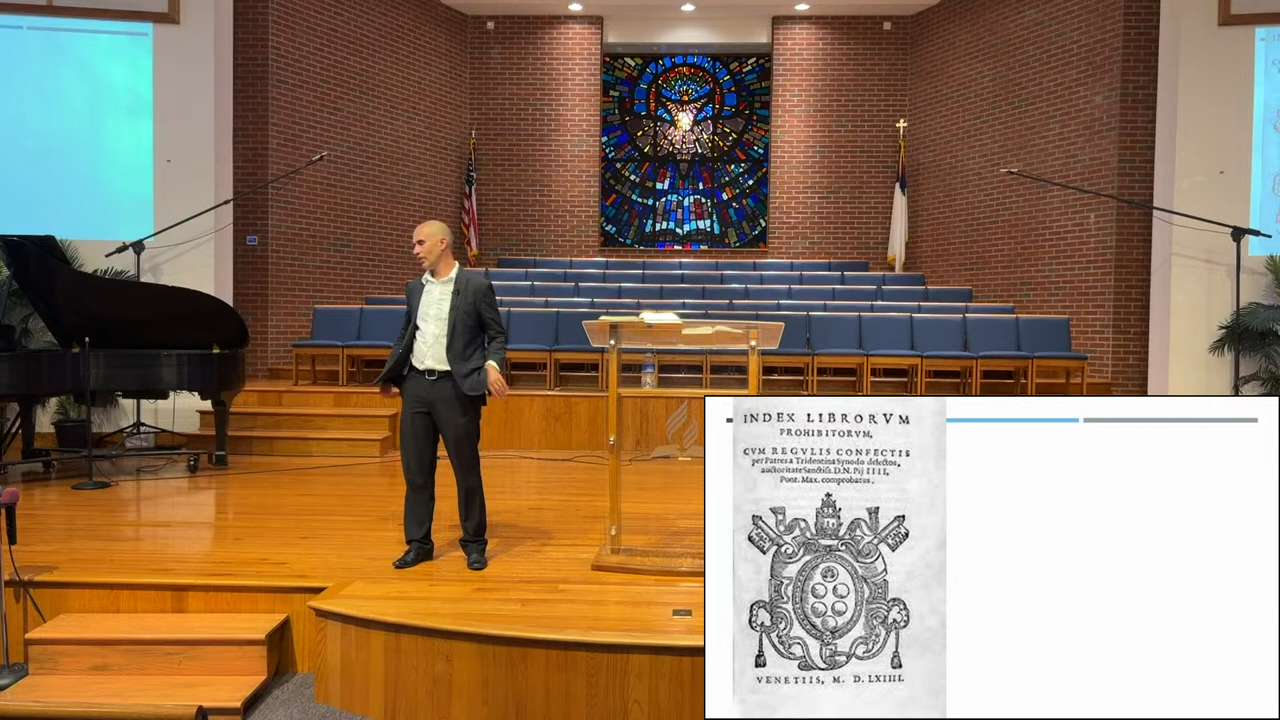 INDEX LIBRORVM
PROHIBITORVM,
CVM REGVLIS CONFECTIS
per Patres a Tridentina Synodo delectos,
auctoritate Sanctiſs. D. N. Pij IIII,
Pont. Max. comprobatus.
VENETIIS, M. D. LXIIII.